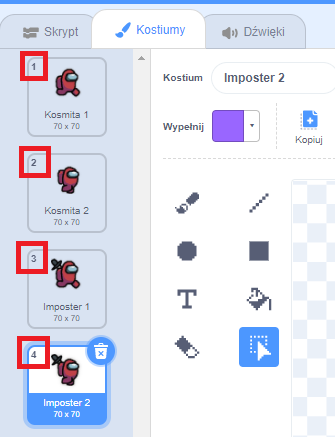 Skrypt
Kostiumy
Dźwięki
1
Kosmita 1
70 x 70
2
Kosmita 2
70 x 70
3
Imposter 1
70 x 70
4
Imposter 2
70 x 70
Kostium
Imposter 2
Wypełnij
Kopiuj
T